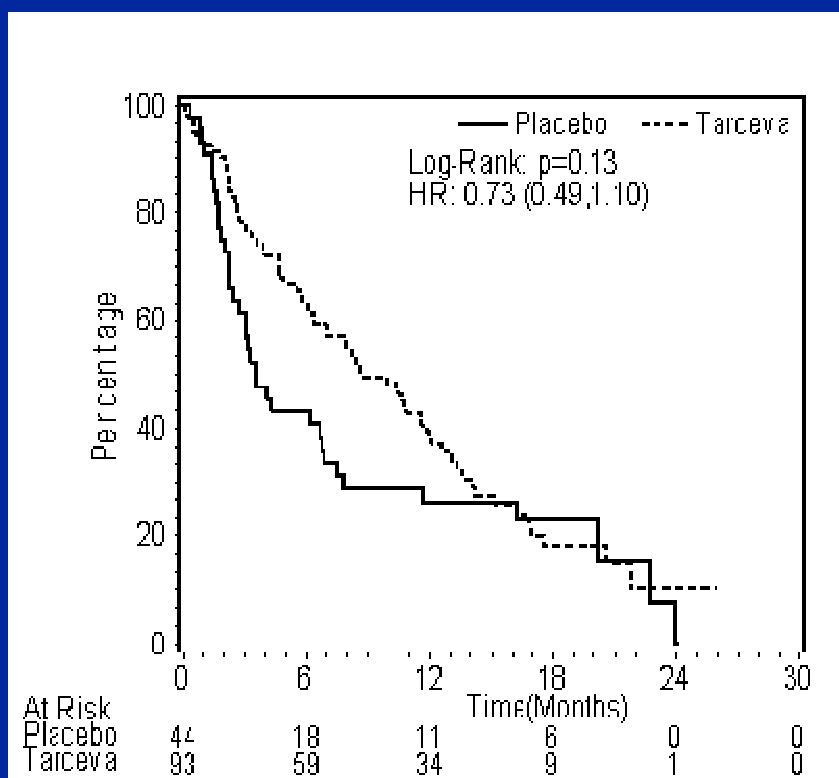 100
80
60
40
20
0
Percentage
Placebo Tarceva
Log-Rank: p=0.13
HR: 0.73 (0.49,1.10)
0 6 12 18 24 30
Time(Months)
At Risk
Placebo 44 18 11 6 0 0
Tarceva 93 59 34 9 1 0